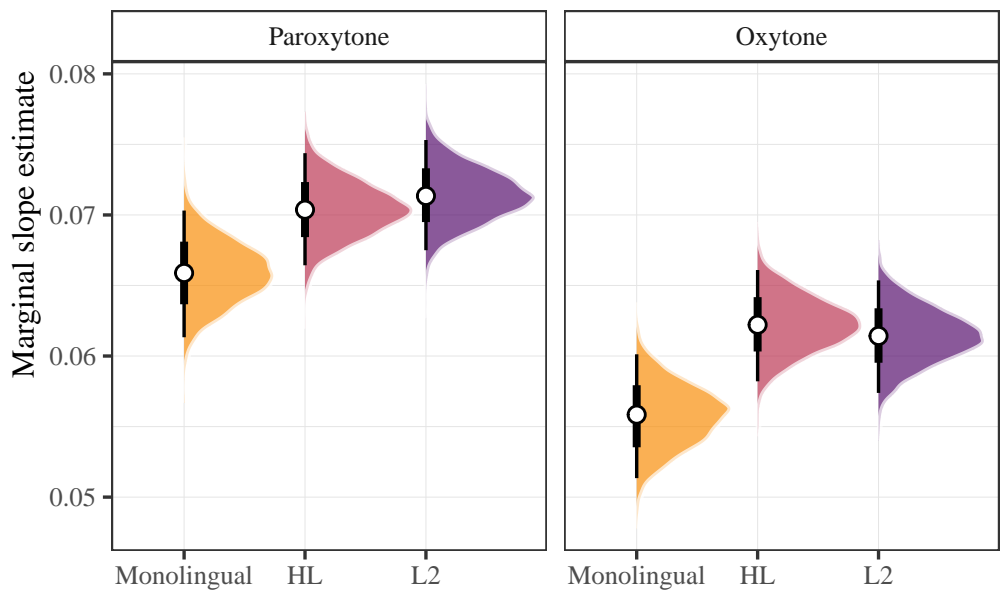 Paroxytone
Oxytone
Marginal slope estimate
0.08
0.07
0.06
0.05
Monolingual HL L2
Monolingual HL L2